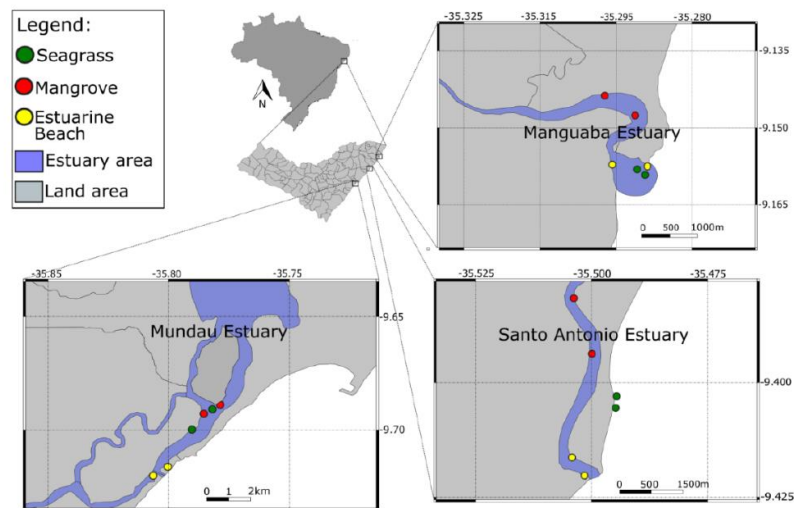 Legend:
Seagrass
Mangrove
Estuarine
Beach
Estuary area
Land area
N
-35.325 -35.315 -35.295 -35.280
-9.135
Manguaba Estuary
-9.150
-9.165
0 500 1000m
-35.85 -35.80 -35.75
Mundau Estuary
-9.65
-9.70
0 1 2km
-35.525 -35.500 -35.475
Santo Antonio Estuary
-9.400
0 500 1500m
-9.425